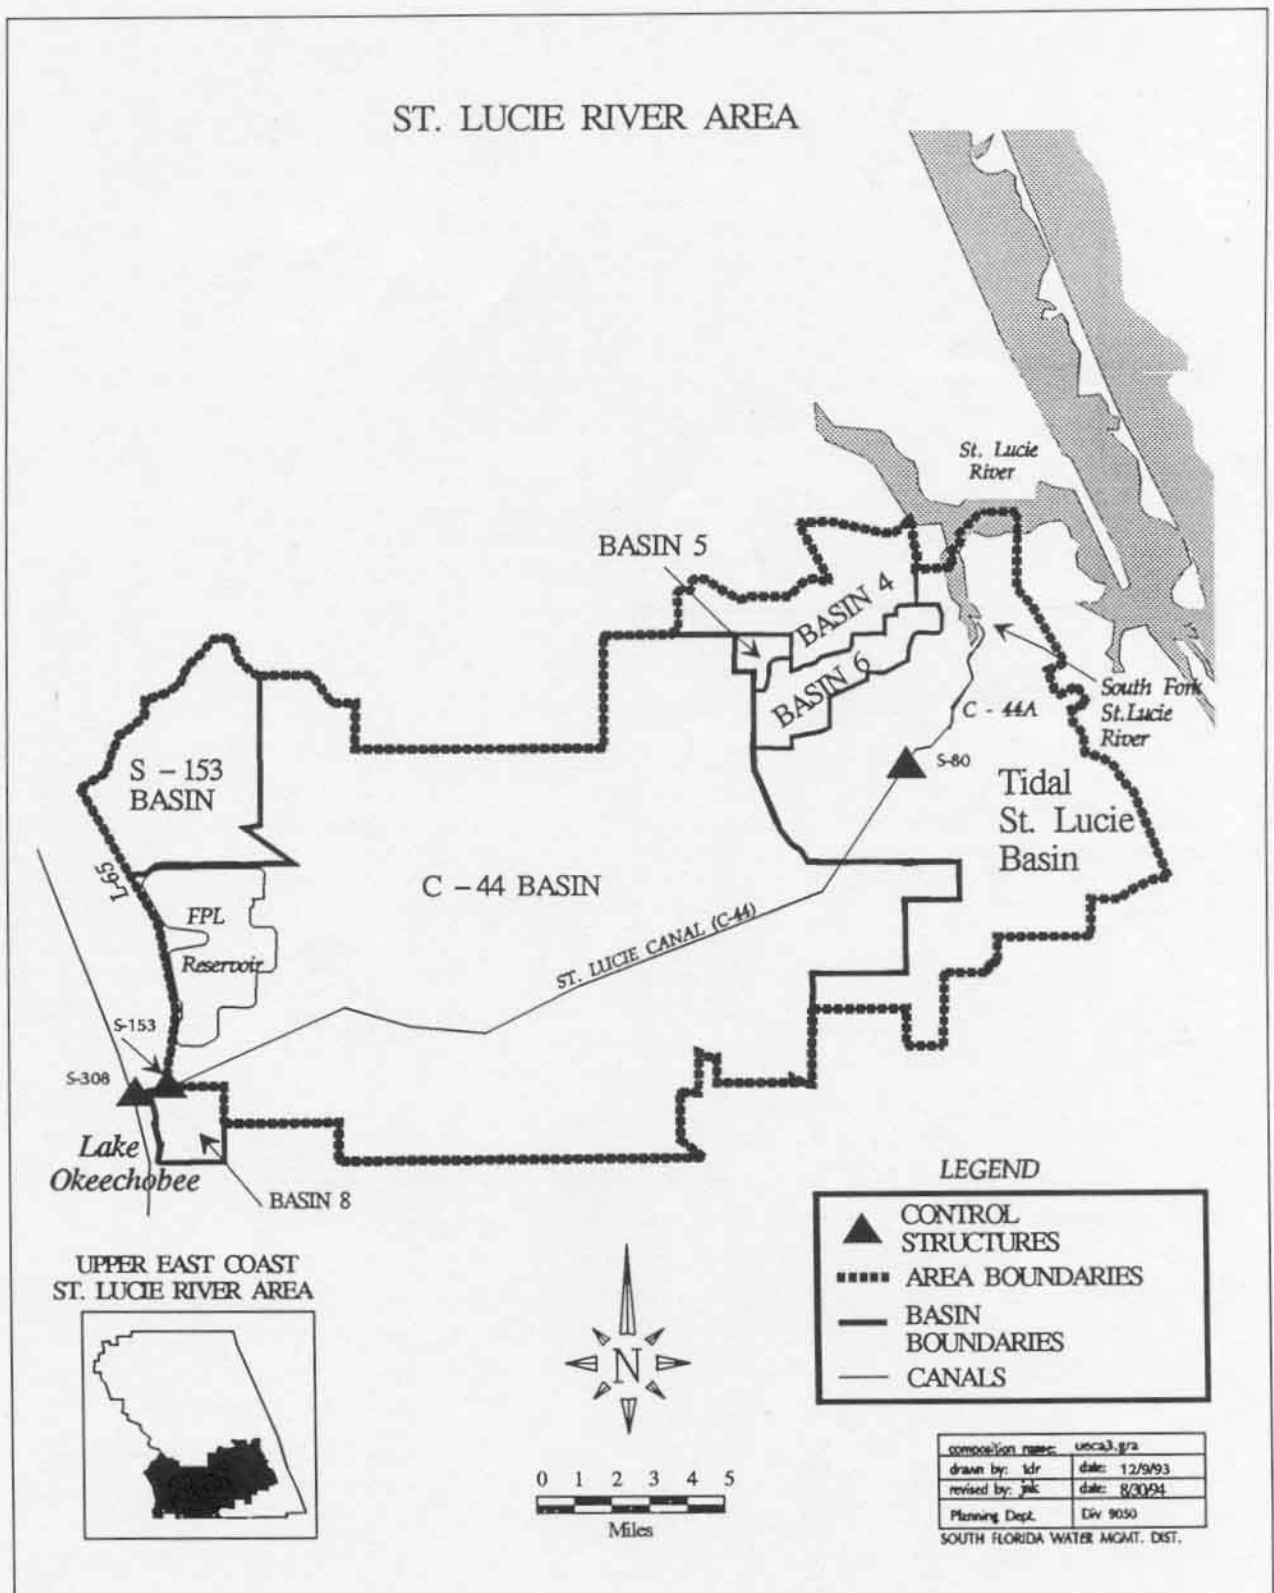 ST. LUCIE RIVER AREA
St. Lucie
River
BASIN 5
BASIN 4
BASIN 6
South Fork
St.Lucie
River
C - 44A
S-80
S - 153
BASIN
Tidal
St. Lucie
Basin
L-65
C - 44 BASIN
FPL
Reservoir
ST. LUCIE CANAL (C-44)
S-153
S-308
Lake
Okeechobee
BASIN 8
LEGEND
CONTROL
STRUCTURES
AREA BOUNDARIES
BASIN
BOUNDARIES
CANALS
UPPER EAST COAST
ST. LUCIE RIVER AREA
N
0 1 2 3 4 5
Miles
composition name: ueca3.gra
drawn by: tdr date: 12/9/93
revised by: jnk date: 8/30/94
Planning Dept. Div 9050
SOUTH FLORIDA WATER MGMT. DIST.